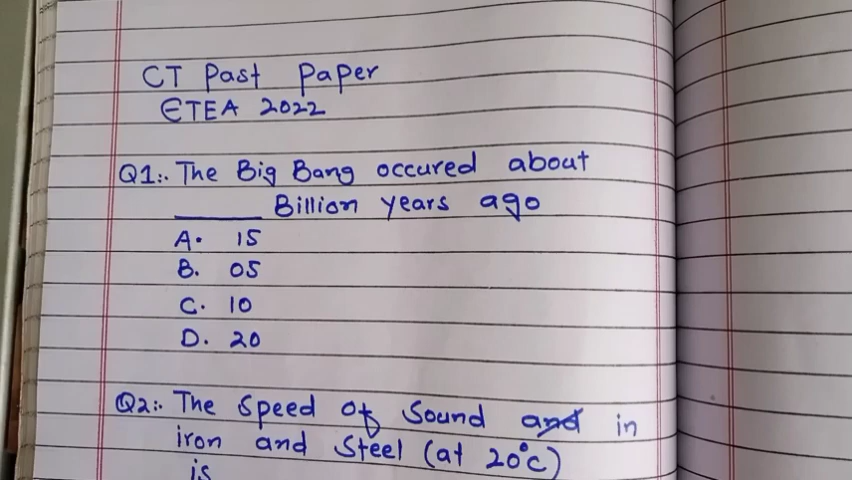 CT Past Paper
ETEA 2022
Q1:. The Big Bang occured about
______ Billion years ago
A. 15
B. 05
C. 10
D. 20
Q2:. The Speed of Sound and in
iron and Steel (at 20°C)
is